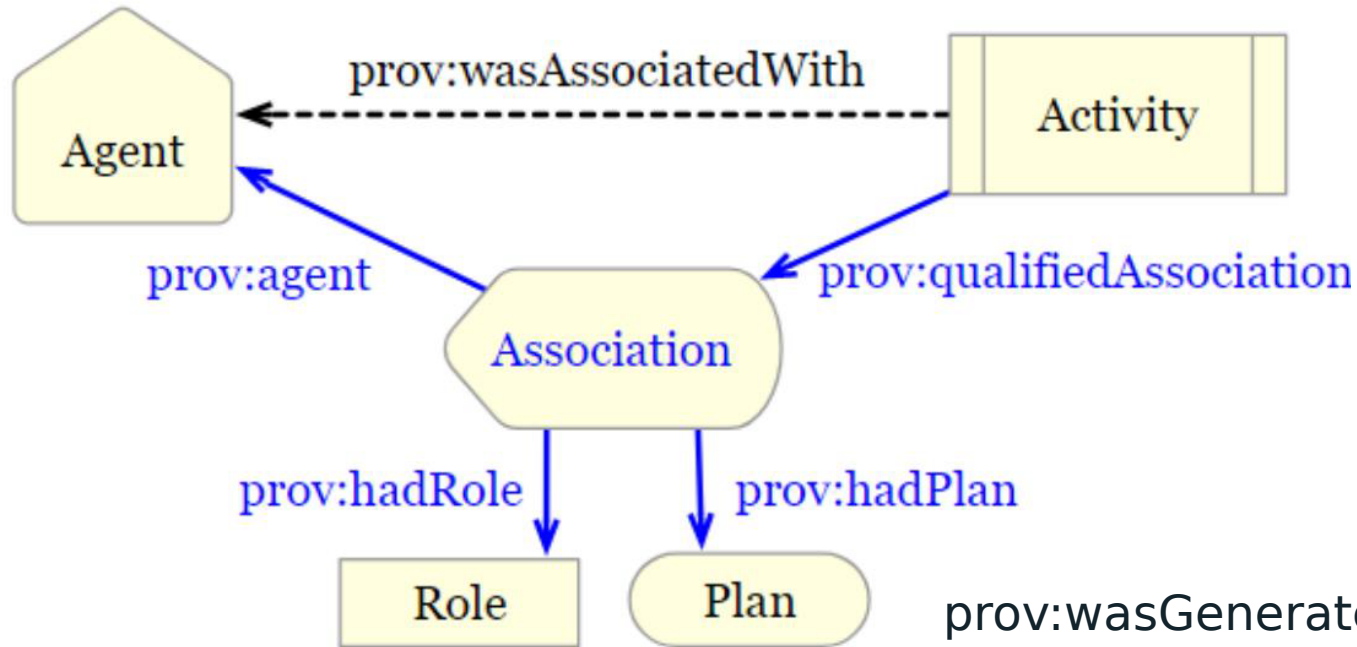 prov:wasAssociatedWith
Activity
Agent
prov:agent
prov:qualifiedAssociation
Association
prov:hadRole
prov:hadPlan
Role
Plan